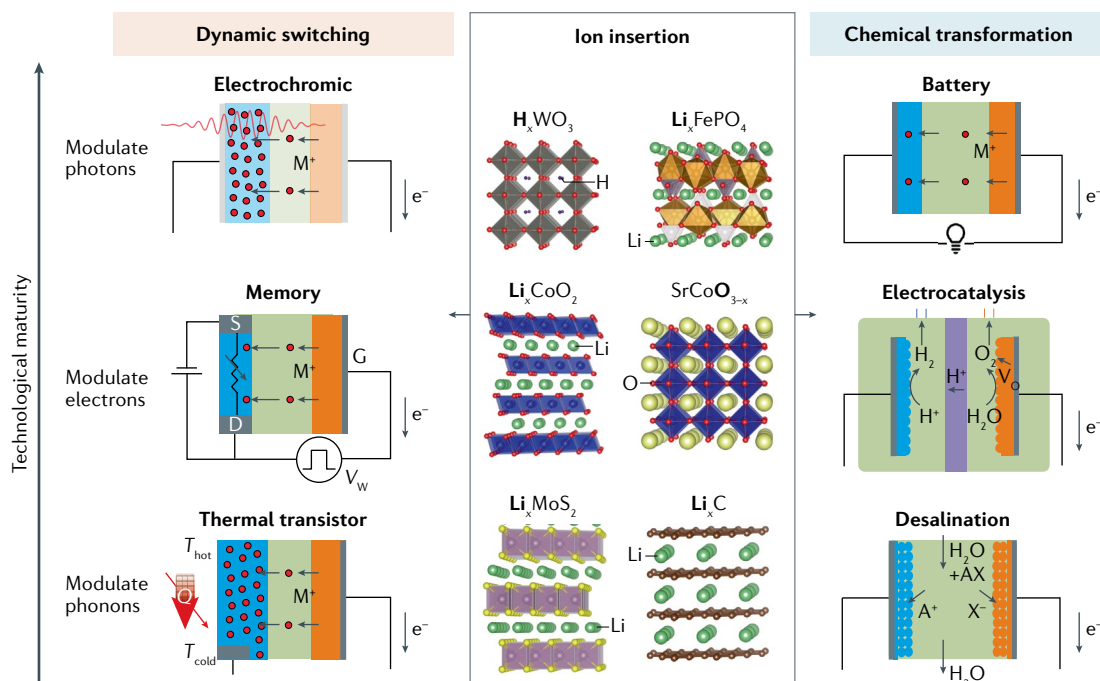 Dynamic switching
Ion insertion
Chemical transformation
Technological maturity
Electrochromic
Modulate
photons
M⁺
e⁻
HₓWO₃
H
LiₓFePO₄
Li
Battery
M⁺
e⁻
Memory
Modulate
electrons
S
D
M⁺
G
e⁻
V_W
LiₓCoO₂
Li
SrCoO₃₋ₓ
O
Electrocatalysis
H₂
H⁺
H⁺
O₂
V_O
H₂O
e⁻
Thermal transistor
Modulate
phonons
T_hot
Q
T_cold
M⁺
e⁻
LiₓMoS₂
Li
LiₓC
Li
Desalination
H₂O
+AX
A⁺
X⁻
H₂O
e⁻